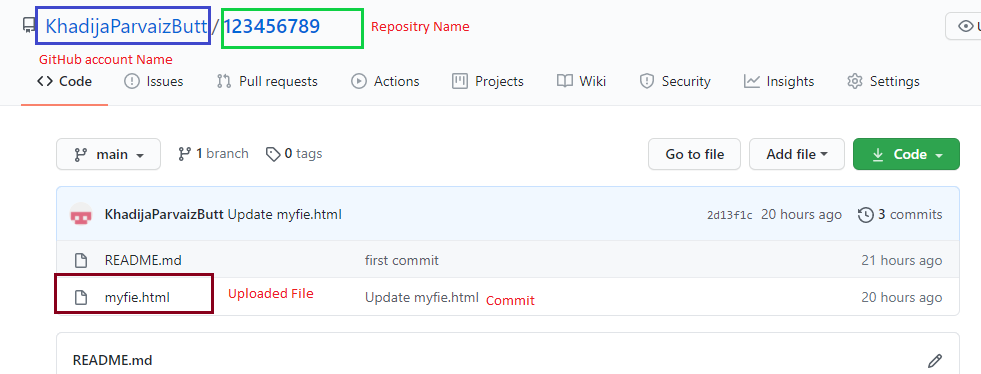 KhadijaParvaizButt / 123456789 Repositry Name
GitHub account Name
Code Issues Pull requests Actions Projects Wiki Security Insights Settings
main 1 branch 0 tags Go to file Add file Code
KhadijaParvaizButt Update myfie.html 2d13f1c 20 hours ago 3 commits
README.md first commit 21 hours ago
myfie.html Uploaded File Update myfie.html Commit 20 hours ago
README.md